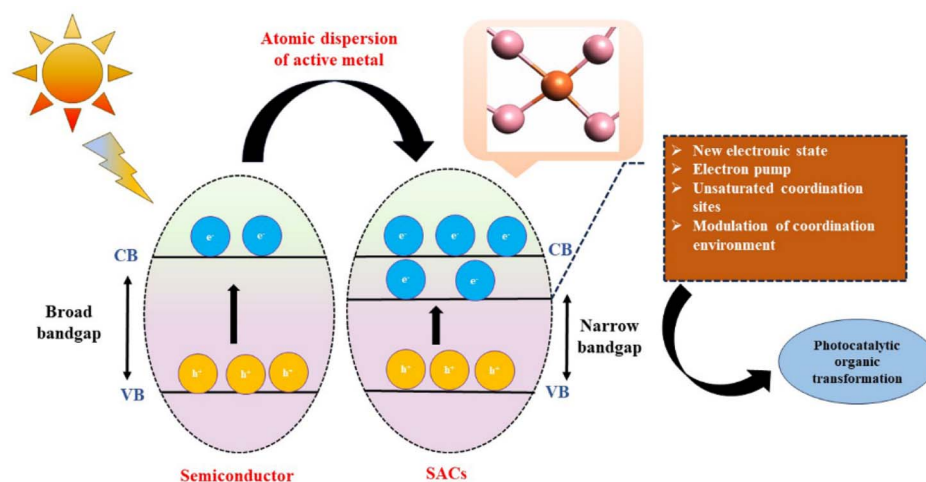 Atomic dispersion
of active metal
➢ New electronic state
➢ Electron pump
➢ Unsaturated coordination
sites
➢ Modulation of coordination
environment
e⁻ e⁻
e⁻ e⁻ e⁻
CB
CB
e⁻ e⁻
Broad
bandgap
Narrow
bandgap
Photocatalytic
organic
transformation
h⁺ h⁺ h⁺
h⁺ h⁺ h⁺
VB
VB
Semiconductor
SACs